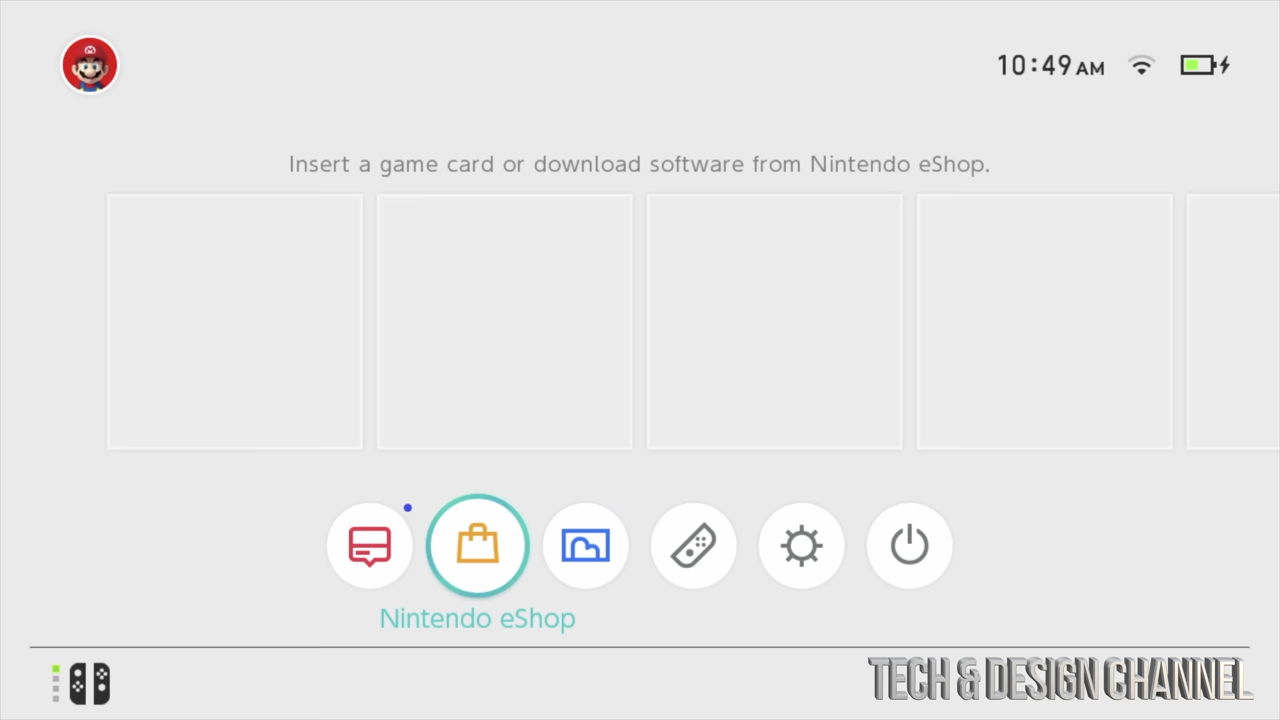 10:49 AM
Insert a game card or download software from Nintendo eShop.
Nintendo eShop
TECH & DESIGN CHANNEL